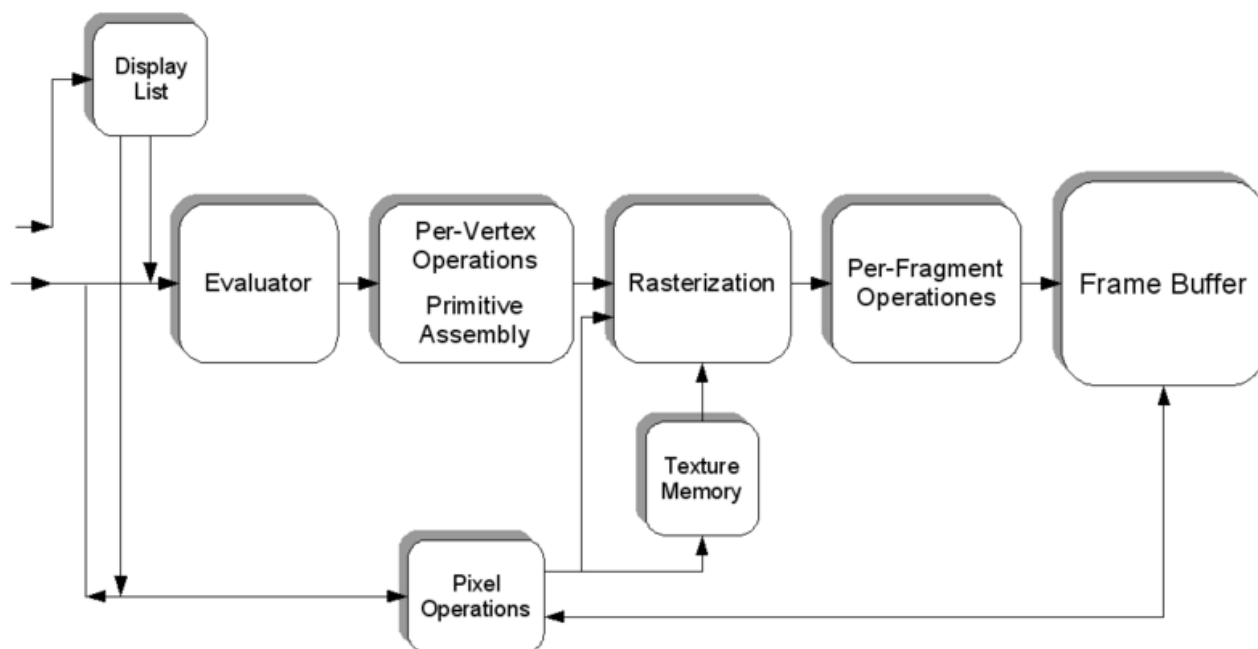 Display
List
Evaluator
Per-Vertex
Operations
Primitive
Assembly
Rasterization
Per-Fragment
Operationes
Frame Buffer
Texture
Memory
Pixel
Operations